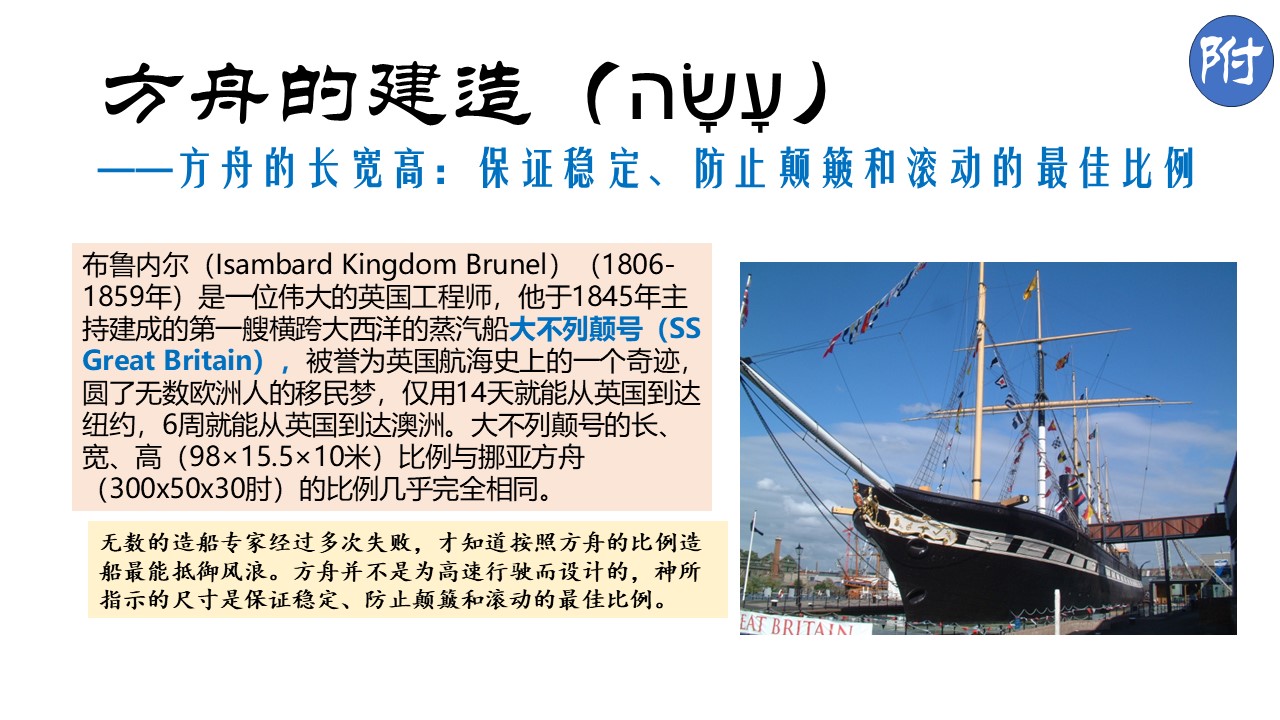 附
方舟的建造（עָשָׂה）
——方舟的长宽高：保证稳定、防止颠簸和滚动的最佳比例
布鲁内尔（Isambard Kingdom Brunel）（1806-
1859年）是一位伟大的英国工程师，他于1845年主
持建成的第一艘横跨大西洋的蒸汽船大不列颠号（SS
Great Britain），被誉为英国航海史上的一个奇迹，
圆了无数欧洲人的移民梦，仅用14天就能从英国到达
纽约，6周就能从英国到达澳洲。大不列颠号的长、
宽、高（98×15.5×10米）比例与挪亚方舟
（300x50x30肘）的比例几乎完全相同。
无数的造船专家经过多次失败，才知道按照方舟的比例造
船最能抵御风浪。方舟并不是为高速行驶而设计的，神所
指示的尺寸是保证稳定、防止颠簸和滚动的最佳比例。
EAT BRITAIN